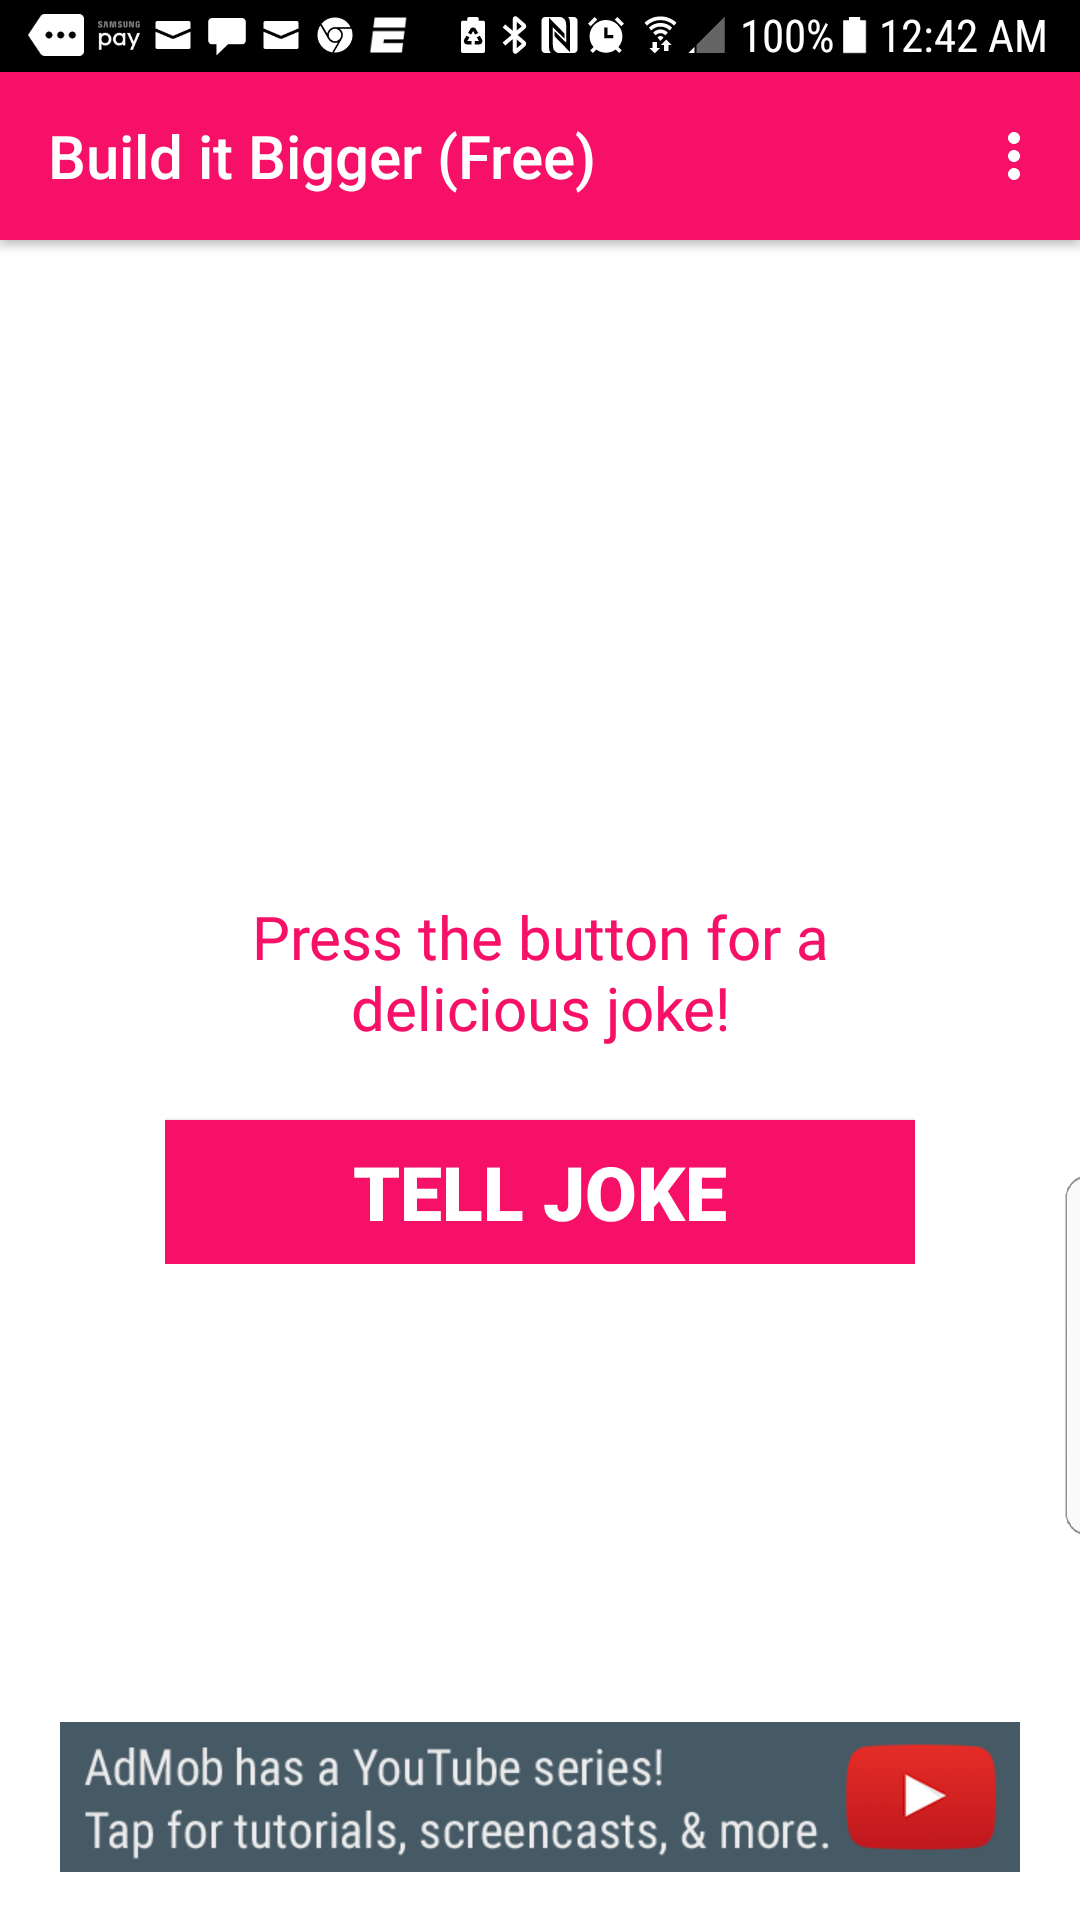 SAMSUNG
pay
100% 12:42 AM
Build it Bigger (Free)
Press the button for a
delicious joke!
TELL JOKE
AdMob has a YouTube series!
Tap for tutorials, screencasts, & more.